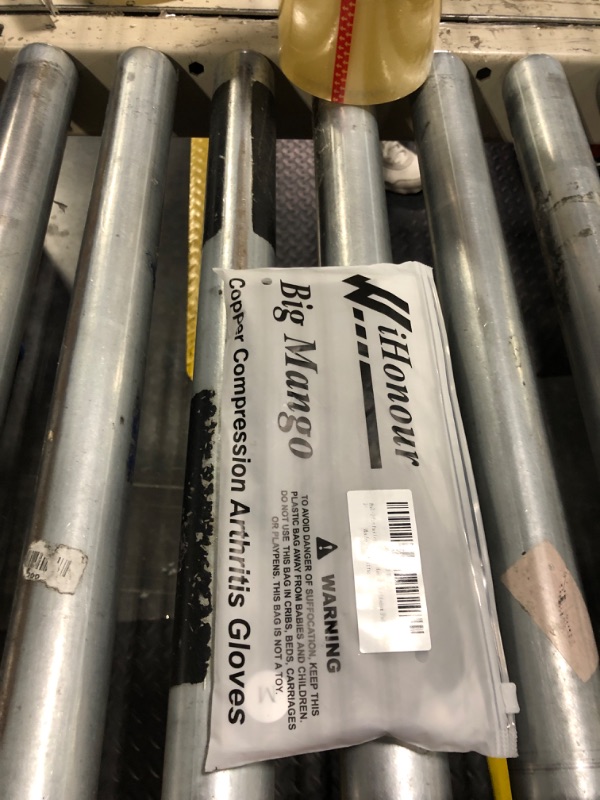 WiHonour
Big Mango
Copper Compression Arthritis Gloves
WARNING
TO AVOID DANGER OF SUFFOCATION, KEEP THIS
PLASTIC BAG AWAY FROM BABIES AND CHILDREN.
DO NOT USE THIS BAG IN CRIBS, BEDS, CARRIAGES
OR PLAYPENS. THIS BAG IS NOT A TOY.